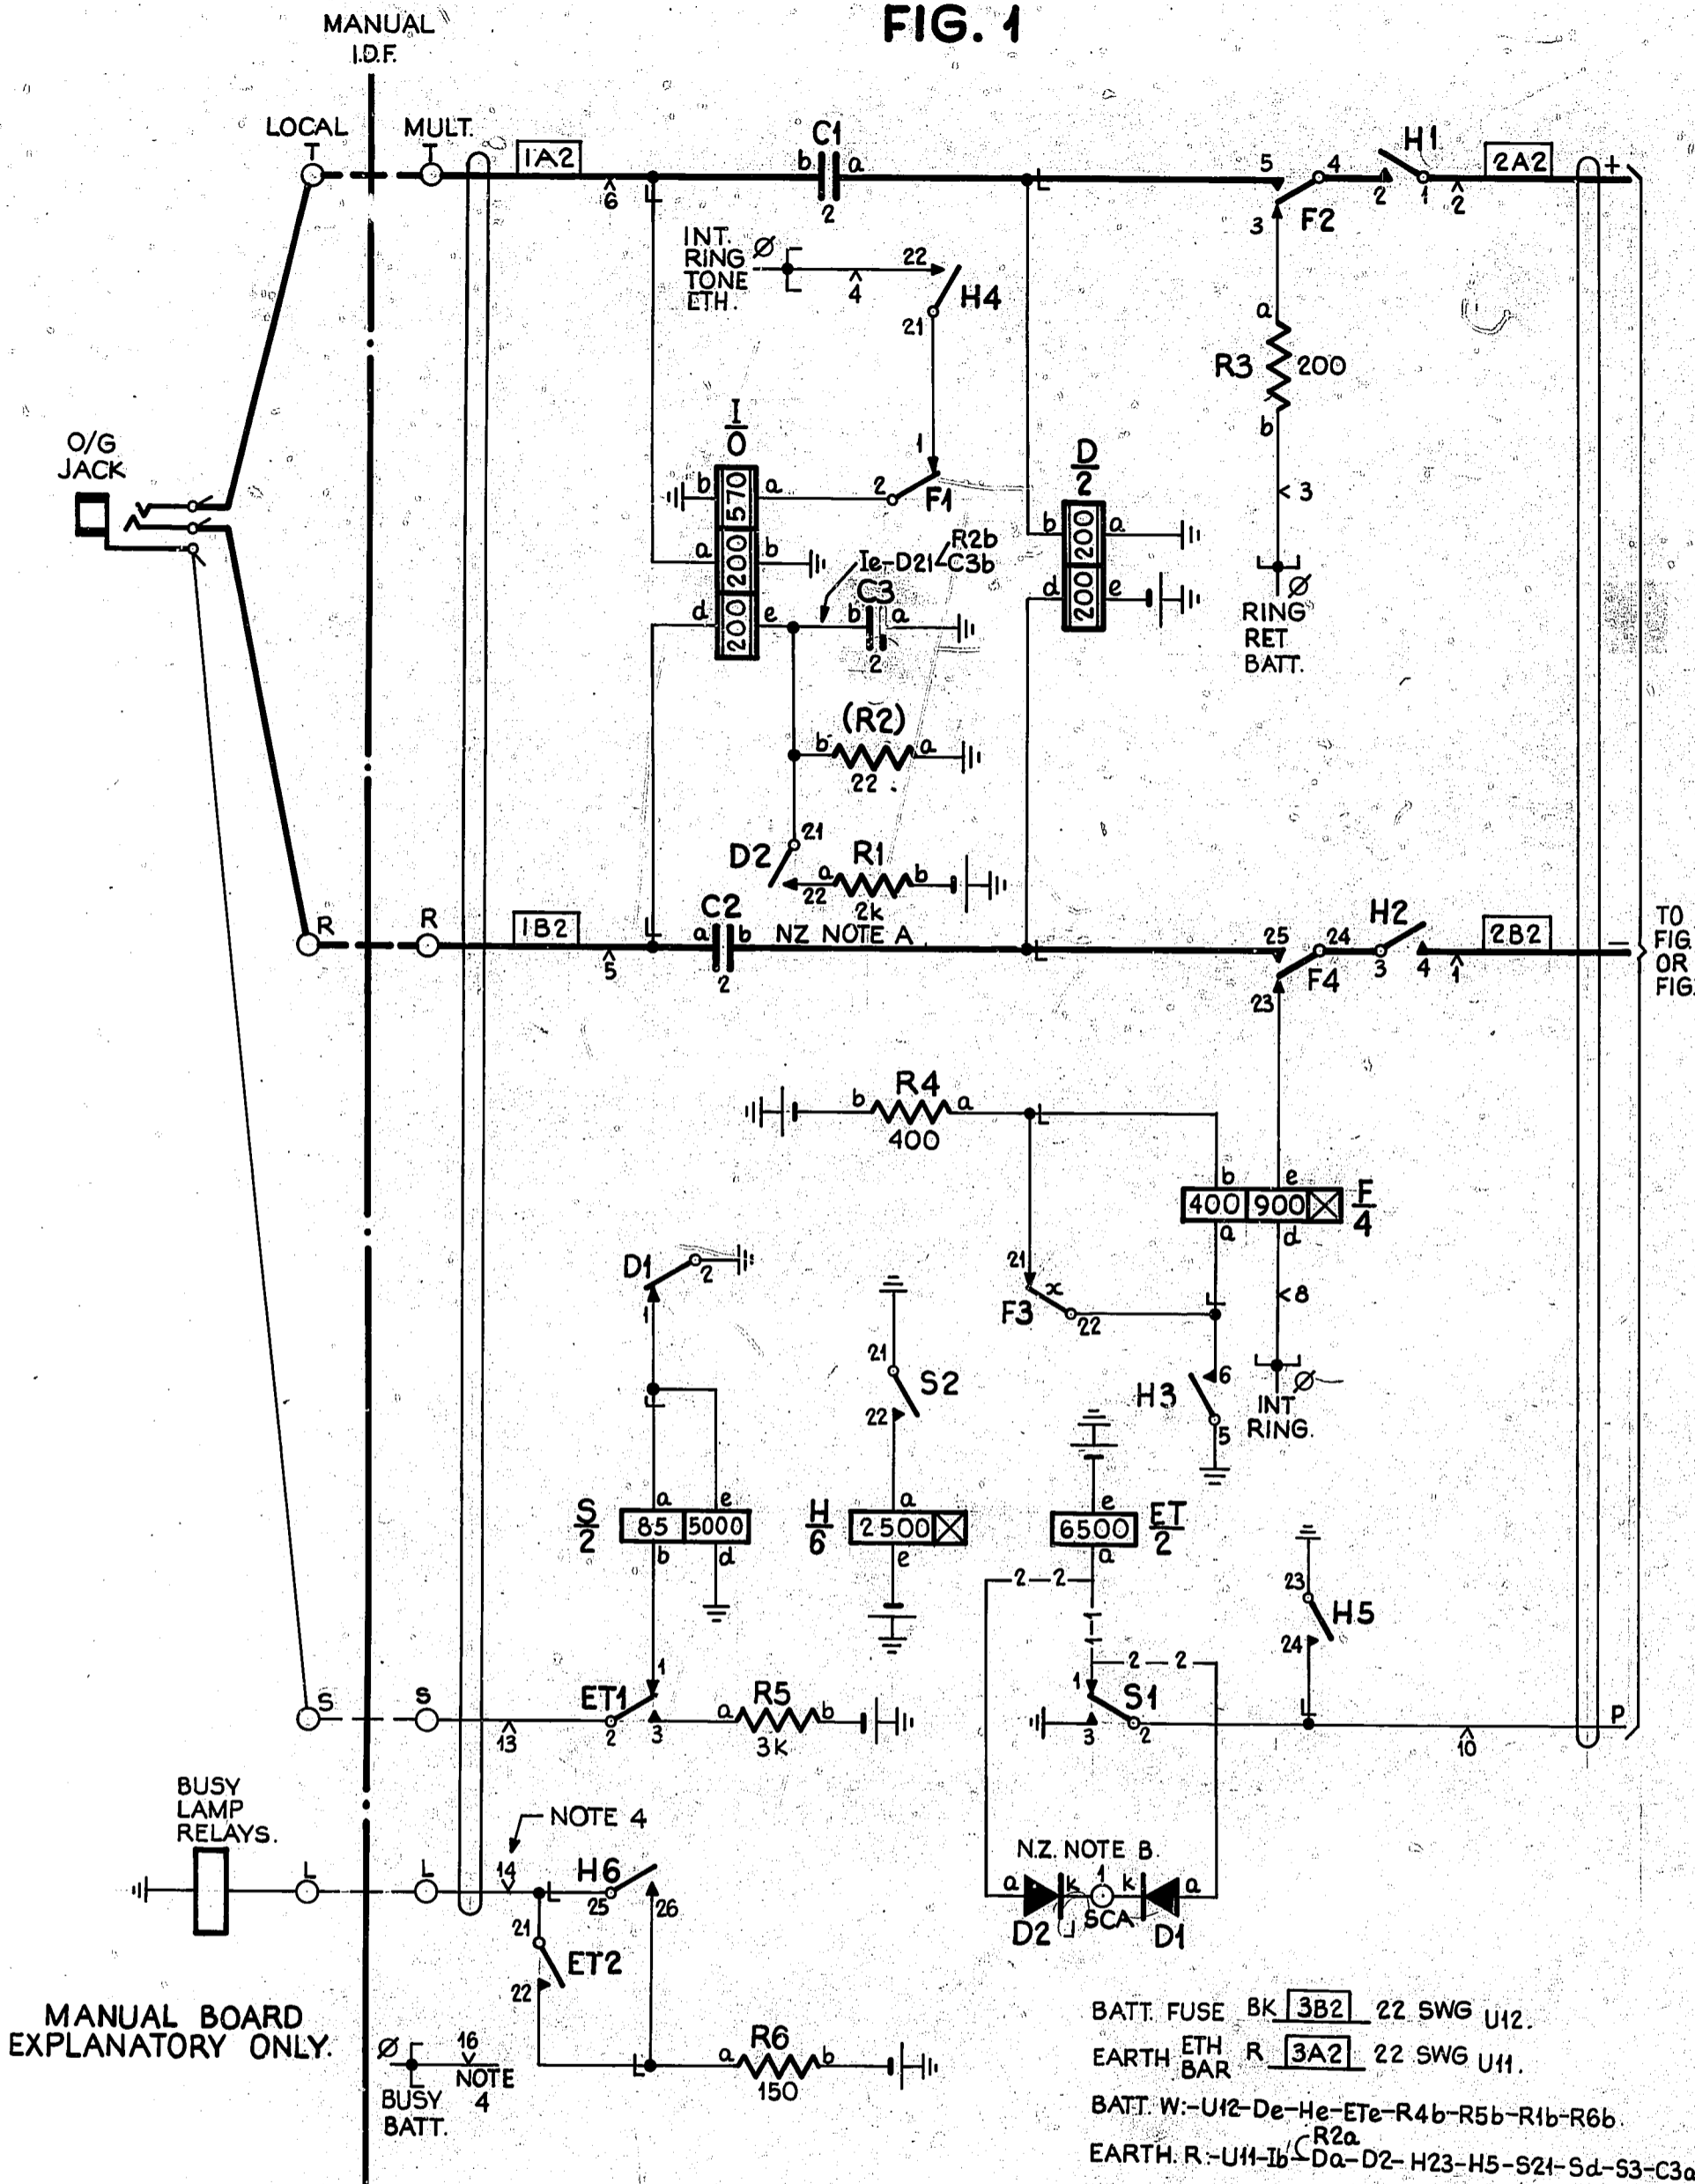 FIG. 1
MANUAL
I.D.F.
LOCAL
T
MULT.
T
1A2
6
b C1 a
2
5 4
3 F2
H1
2 1 2
2A2
+
INT.
RING
TONE
ETH.
Ø
4
22
H4
21
a
R3 200
b
3
Ø
RING
RET
BATT.
O/G
JACK
I
O
b 570 a
a 200 b
d 200 e
1
2 F1
Ie-D21 R2b
C3b
b C3 a
2
D
2
b 200 a
d 200 e
(R2)
b a
22
21
D2
22
a R1 b
2k
R
R
1B2
5
a C2 b
2
NZ NOTE A
25 24
23 F4
H2
3 4 1
2B2
–
TO
FIG
OR
FIG.
b R4 a
400
b e
400 900
a d
F
4
21
F3 x
22
8
Ø
INT
RING.
H3 6
5
D1 2
1
21
S2
22
S
2
a e
85 5000
b d
H
6
a
2500
e
e
6500
a
ET
2
2—2
1
1
2—2
23
H5
24
S
S
13
ET1 1
2 3
a R5 b
3K
1 S1
3 2
10
P
BUSY
LAMP
RELAYS.
L
L
NOTE 4
14
H6
25 26
21
ET2
22
N.Z. NOTE B.
a k 1 k a
D2 SCA D1
MANUAL BOARD
EXPLANATORY ONLY.
Ø
16
NOTE
4
BUSY
BATT.
a R6 b
150
BATT. FUSE BK 3B2 22 SWG U12.
EARTH ETH BAR R 3A2 22 SWG U11.
BATT. W:-U12-De-He-ETe-R4b-R5b-R1b-R6b.
R2a
EARTH. R:-U11-Ib-Da-D2-H23-H5-S21-Sd-S3-C3a